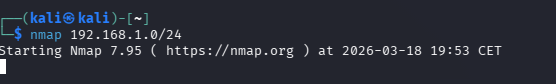 ┌──(kali㉿kali)-[~]
└─$ nmap 192.168.1.0/24
Starting Nmap 7.95 ( https://nmap.org ) at 2026-03-18 19:53 CET